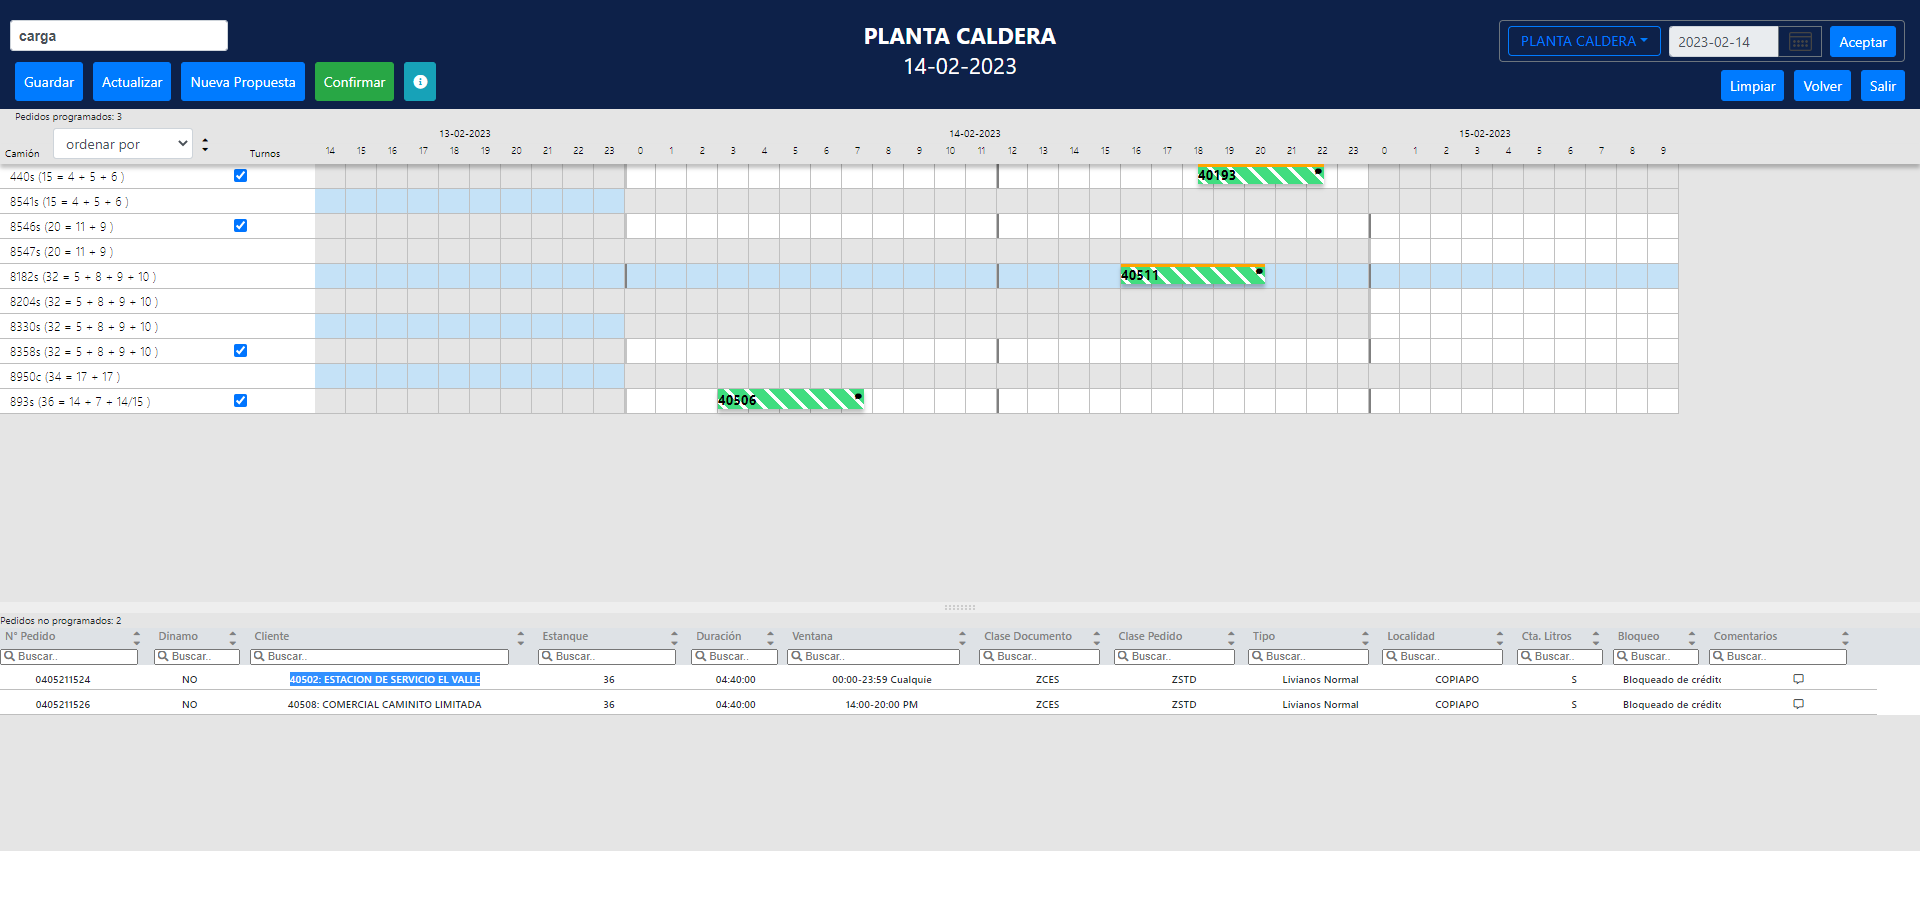 carga
PLANTA CALDERA
14-02-2023
PLANTA CALDERA
2023-02-14
Aceptar
Guardar
Actualizar
Nueva Propuesta
Confirmar
Limpiar
Volver
Salir
Pedidos programados: 3
Camión
ordenar por
Turnos
13-02-2023
14-02-2023
15-02-2023
14 15 16 17 18 19 20 21 22 23 0 1 2 3 4 5 6 7 8 9 10 11 12 13 14 15 16 17 18 19 20 21 22 23 0 1 2 3 4 5 6 7 8 9
440s (15 = 4 + 5 + 6 )
40193
8541s (15 = 4 + 5 + 6 )
8546s (20 = 11 + 9 )
8547s (20 = 11 + 9 )
8182s (32 = 5 + 8 + 9 + 10 )
40511
8204s (32 = 5 + 8 + 9 + 10 )
8330s (32 = 5 + 8 + 9 + 10 )
8358s (32 = 5 + 8 + 9 + 10 )
8950c (34 = 17 + 17 )
893s (36 = 14 + 7 + 14/15 )
40506
Pedidos no programados: 2
N° Pedido Dínamo Cliente Estanque Duración Ventana Clase Documento Clase Pedido Tipo Localidad Cta. Litros Bloqueo Comentarios
Buscar.. Buscar.. Buscar.. Buscar.. Buscar.. Buscar.. Buscar.. Buscar.. Buscar.. Buscar.. Buscar.. Buscar.. Buscar..
0405211524 NO 40502: ESTACION DE SERVICIO EL VALLE 36 04:40:00 00:00-23:59 Cualquie ZCES ZSTD Livianos Normal COPIAPO S Bloqueado de crédito
0405211526 NO 40508: COMERCIAL CAMINITO LIMITADA 36 04:40:00 14:00-20:00 PM ZCES ZSTD Livianos Normal COPIAPO S Bloqueado de crédito